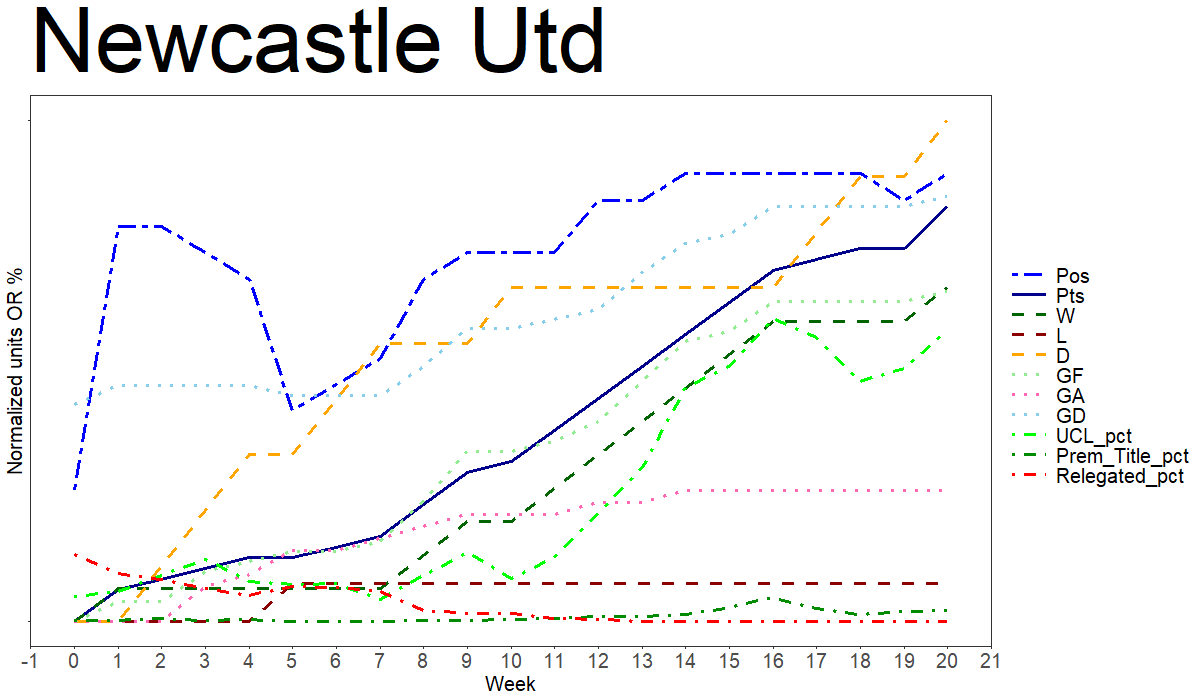 Newcastle Utd
Normalized units OR %
-1 0 1 2 3 4 5 6 7 8 9 10 11 12 13 14 15 16 17 18 19 20 21
Week
Pos
Pts
W
L
D
GF
GA
GD
UCL_pct
Prem_Title_pct
Relegated_pct